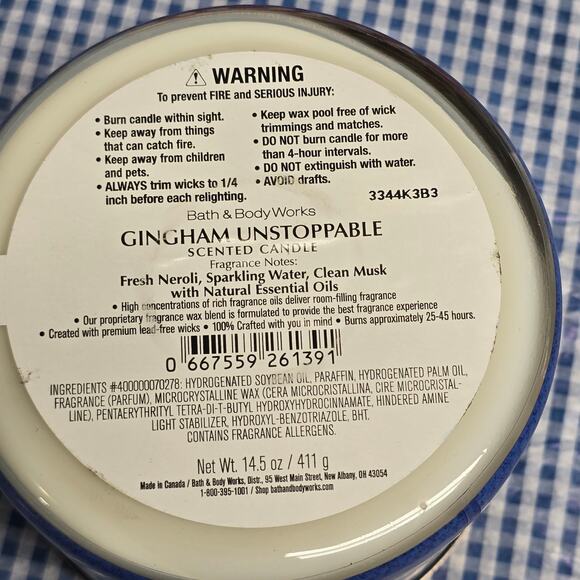 ⚠ WARNING
To prevent FIRE and SERIOUS INJURY:
• Burn candle within sight.
• Keep away from things
that can catch fire.
• Keep away from children
and pets.
• ALWAYS trim wicks to 1/4
inch before each relighting.
• Keep wax pool free of wick
trimmings and matches.
• DO NOT burn candle for more
than 4-hour intervals.
• DO NOT extinguish with water.
• AVOID drafts.
3344K3B3
Bath & Body Works
GINGHAM UNSTOPPABLE
SCENTED CANDLE
Fragrance Notes:
Fresh Neroli, Sparkling Water, Clean Musk
with Natural Essential Oils
• High concentrations of rich fragrance oils deliver room-filling fragrance
• Our proprietary fragrance wax blend is formulated to provide the best fragrance experience
• Created with premium lead-free wicks • 100% Crafted with you in mind • Burns approximately 25-45 hours.
0 667559 261391
INGREDIENTS #400000070278: HYDROGENATED SOYBEAN OIL, PARAFFIN, HYDROGENATED PALM OIL,
FRAGRANCE (PARFUM), MICROCRYSTALLINE WAX (CERA MICROCRISTALLINA, CIRE MICROCRISTAL-
LINE), PENTAERYTHRITYL TETRA-DI-T-BUTYL HYDROXYHYDROCINNAMATE, HINDERED AMINE
LIGHT STABILIZER, HYDROXYL-BENZOTRIAZOLE, BHT.
CONTAINS FRAGRANCE ALLERGENS.
Net Wt. 14.5 oz / 411 g
Made in Canada / Bath & Body Works, Distr., 95 West Main Street, New Albany, OH 43054
1-800-395-1001 / Shop bathandbodyworks.com